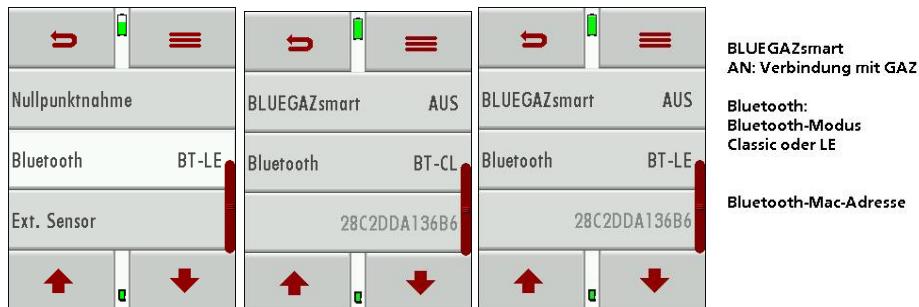 Nullpunktnahme
Bluetooth BT-LE
Ext. Sensor
BLUEGAZsmart AUS
Bluetooth BT-CL
28C2DDA136B6
BLUEGAZsmart AUS
Bluetooth BT-LE
28C2DDA136B6
BLUEGAZsmart
AN: Verbindung mit GAZ
Bluetooth:
Bluetooth-Modus
Classic oder LE
Bluetooth-Mac-Adresse